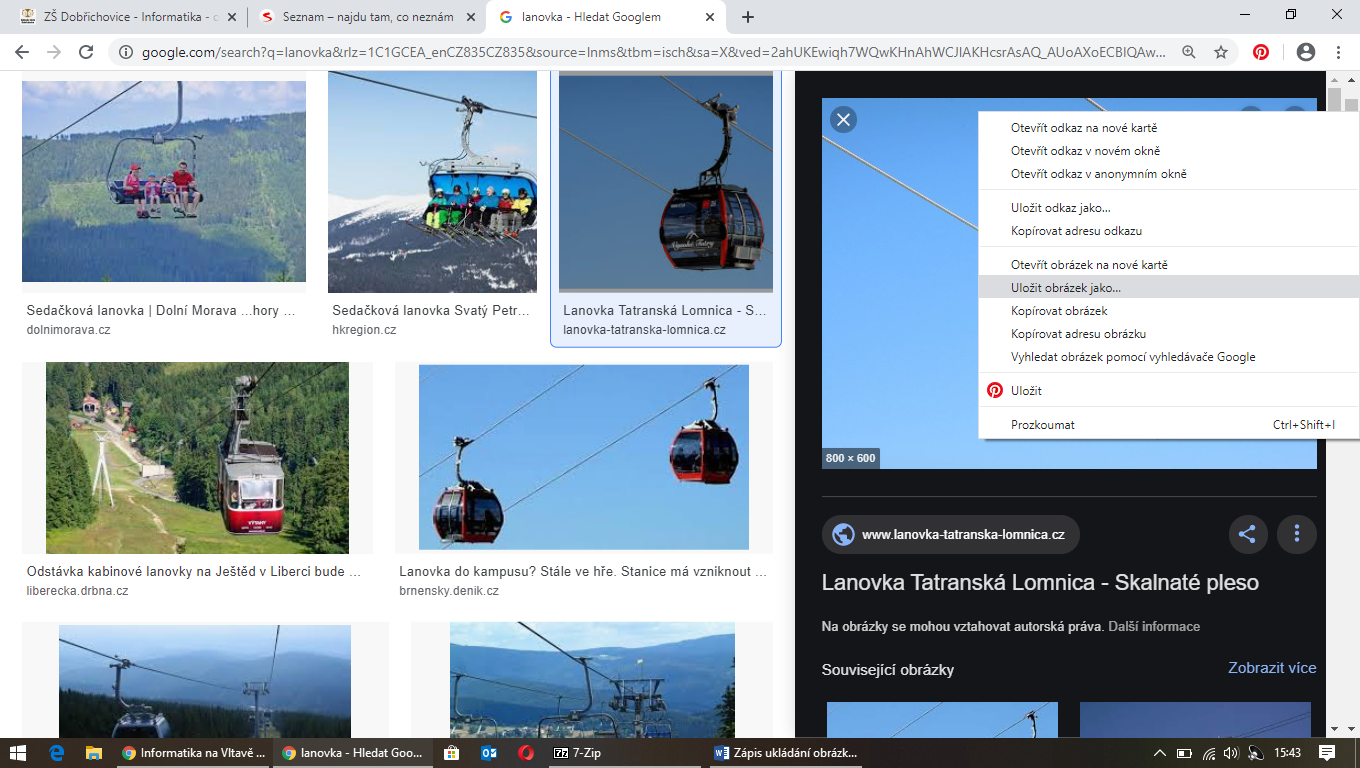 ZŠ Dobřichovice - Informatika - o
Seznam – najdu tam, co neznám
lanovka - Hledat Googlem
google.com/search?q=lanovka&rlz=1C1GCEA_enCZ835CZ835&source=lnms&tbm=isch&sa=X&ved=2ahUKEwiqh7WQwKHnAhWCJIAKHcsrAsAQ_AUoAXoECBIQAw...
Otevřít odkaz na nové kartě
Otevřít odkaz v novém okně
Otevřít odkaz v anonymním okně
Uložit odkaz jako...
Kopírovat adresu odkazu
Otevřít obrázek na nové kartě
Uložit obrázek jako...
Kopírovat obrázek
Kopírovat adresu obrázku
Vyhledat obrázek pomocí vyhledávače Google
Uložit
Prozkoumat Ctrl+Shift+I
Vysoké Tatry
Sedačková lanovka | Dolní Morava ...hory ...
dolnimorava.cz
Sedačková lanovka Svatý Petr...
hkregion.cz
Lanovka Tatranská Lomnica - S...
lanovka-tatranska-lomnica.cz
Odstávka kabinové lanovky na Ještěd v Liberci bude ...
liberecka.drbna.cz
Lanovka do kampusu? Stále ve hře. Stanice má vzniknout ...
brnensky.denik.cz
800 × 600
www.lanovka-tatranska-lomnica.cz
Lanovka Tatranská Lomnica - Skalnaté pleso
Na obrázky se mohou vztahovat autorská práva. Další informace
Související obrázky
Zobrazit více
Informatika na Vltavě ...
lanovka - Hledat Goo...
7-Zip
Zápis ukládání obrázk...
15:43